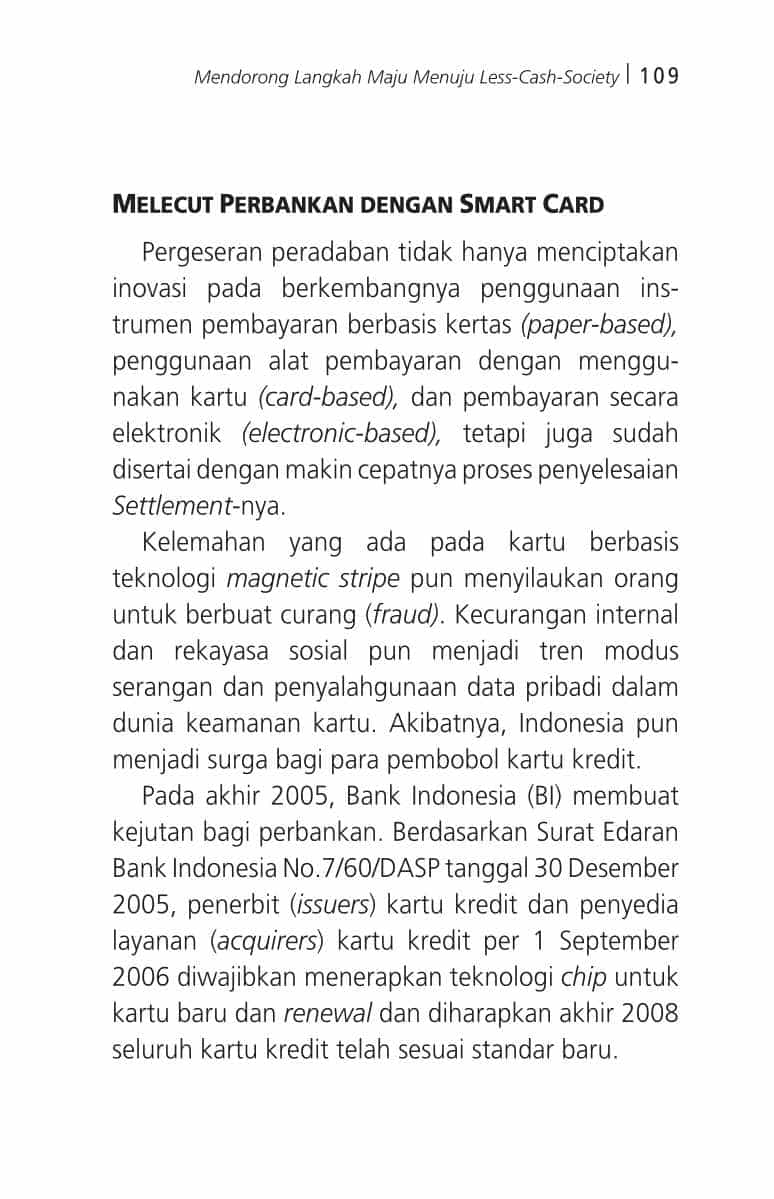 Mendorong Langkah Maju Menuju Less-Cash-Society | 109
MELECUT PERBANKAN DENGAN SMART CARD
Pergeseran peradaban tidak hanya menciptakan
inovasi pada berkembangnya penggunaan ins-
trumen pembayaran berbasis kertas (paper-based),
penggunaan alat pembayaran dengan menggu-
nakan kartu (card-based), dan pembayaran secara
elektronik (electronic-based), tetapi juga sudah
disertai dengan makin cepatnya proses penyelesaian
Settlement-nya.
Kelemahan yang ada pada kartu berbasis
teknologi magnetic stripe pun menyilaukan orang
untuk berbuat curang (fraud). Kecurangan internal
dan rekayasa sosial pun menjadi tren modus
serangan dan penyalahgunaan data pribadi dalam
dunia keamanan kartu. Akibatnya, Indonesia pun
menjadi surga bagi para pembobol kartu kredit.
Pada akhir 2005, Bank Indonesia (BI) membuat
kejutan bagi perbankan. Berdasarkan Surat Edaran
Bank Indonesia No.7/60/DASP tanggal 30 Desember
2005, penerbit (issuers) kartu kredit dan penyedia
layanan (acquirers) kartu kredit per 1 September
2006 diwajibkan menerapkan teknologi chip untuk
kartu baru dan renewal dan diharapkan akhir 2008
seluruh kartu kredit telah sesuai standar baru.